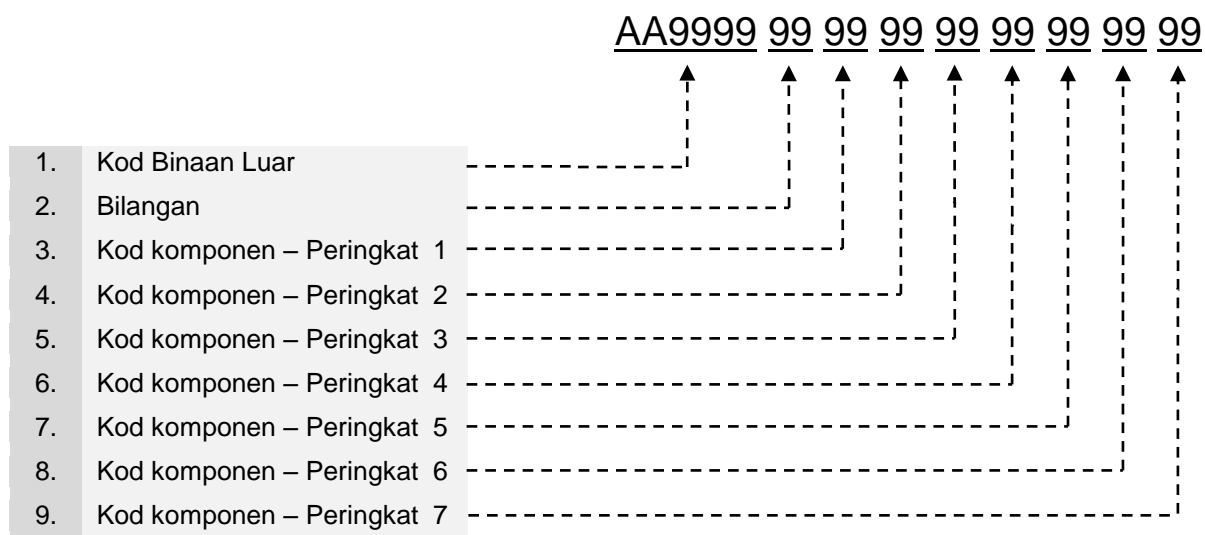 AA9999 99 99 99 99 99 99 99 99
1. Kod Binaan Luar
2. Bilangan
3. Kod komponen – Peringkat 1
4. Kod komponen – Peringkat 2
5. Kod komponen – Peringkat 3
6. Kod komponen – Peringkat 4
7. Kod komponen – Peringkat 5
8. Kod komponen – Peringkat 6
9. Kod komponen – Peringkat 7